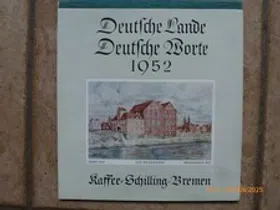 Deutsche Lande
Deutsche Worte
1952
Kaffee-Schilling-Bremen